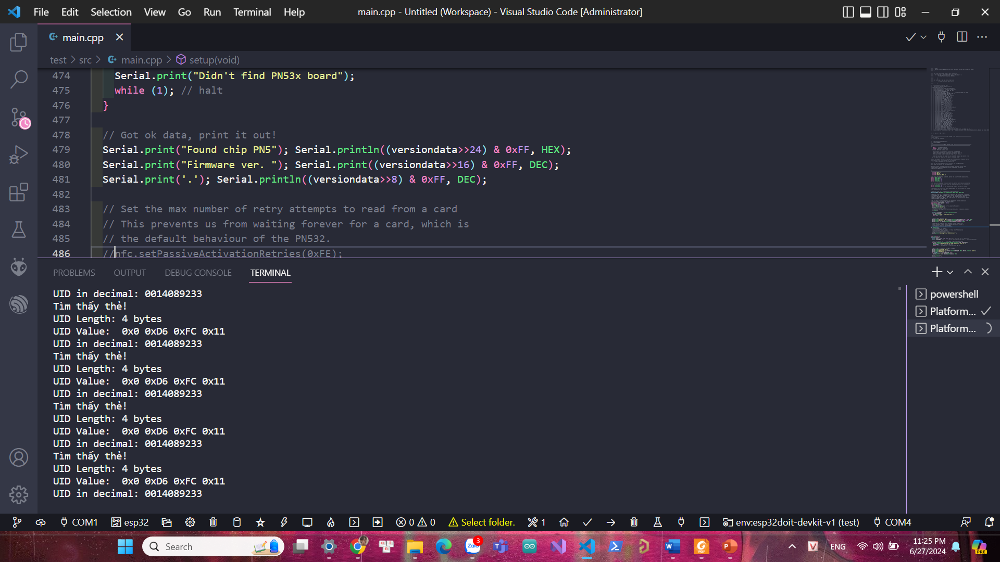 File Edit Selection View Go Run Terminal Help
main.cpp - Untitled (Workspace) - Visual Studio Code [Administrator]
main.cpp
test > src > main.cpp > setup(void)
474 Serial.print("Didn't find PN53x board");
475 while (1); // halt
476 }
477
478 // Got ok data, print it out!
479 Serial.print("Found chip PN5"); Serial.println((versiondata>>24) & 0xFF, HEX);
480 Serial.print("Firmware ver. "); Serial.print((versiondata>>16) & 0xFF, DEC);
481 Serial.print('.'); Serial.println((versiondata>>8) & 0xFF, DEC);
482
483 // Set the max number of retry attempts to read from a card
484 // This prevents us from waiting forever for a card, which is
485 // the default behaviour of the PN532.
486 //nfc.setPassiveActivationRetries(0xFE);
PROBLEMS OUTPUT DEBUG CONSOLE TERMINAL
UID in decimal: 0014089233
Tìm thấy thẻ!
UID Length: 4 bytes
UID Value:  0x0 0xD6 0xFC 0x11
UID in decimal: 0014089233
Tìm thấy thẻ!
UID Length: 4 bytes
UID Value:  0x0 0xD6 0xFC 0x11
UID in decimal: 0014089233
Tìm thấy thẻ!
UID Length: 4 bytes
UID Value:  0x0 0xD6 0xFC 0x11
UID in decimal: 0014089233
Tìm thấy thẻ!
UID Length: 4 bytes
UID Value:  0x0 0xD6 0xFC 0x11
UID in decimal: 0014089233
powershell
Platform...
Platform...
COM1 esp32 0 0 Select folder. 1 env:esp32doit-devkit-v1 (test) COM4
Search
Zalo 3
ENG
11:25 PM
6/27/2024
PRE